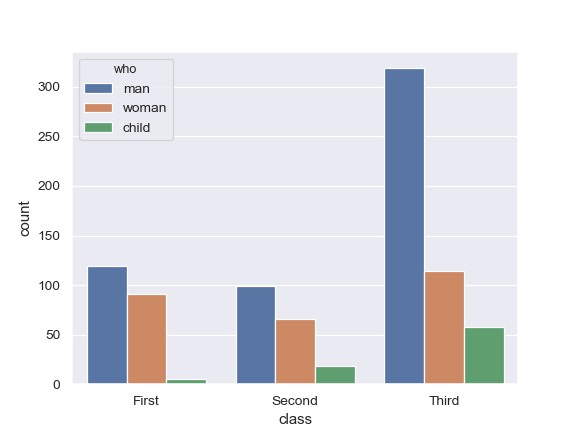 who
man
woman
child
300
250
200
150
100
50
0
count
First Second Third
class